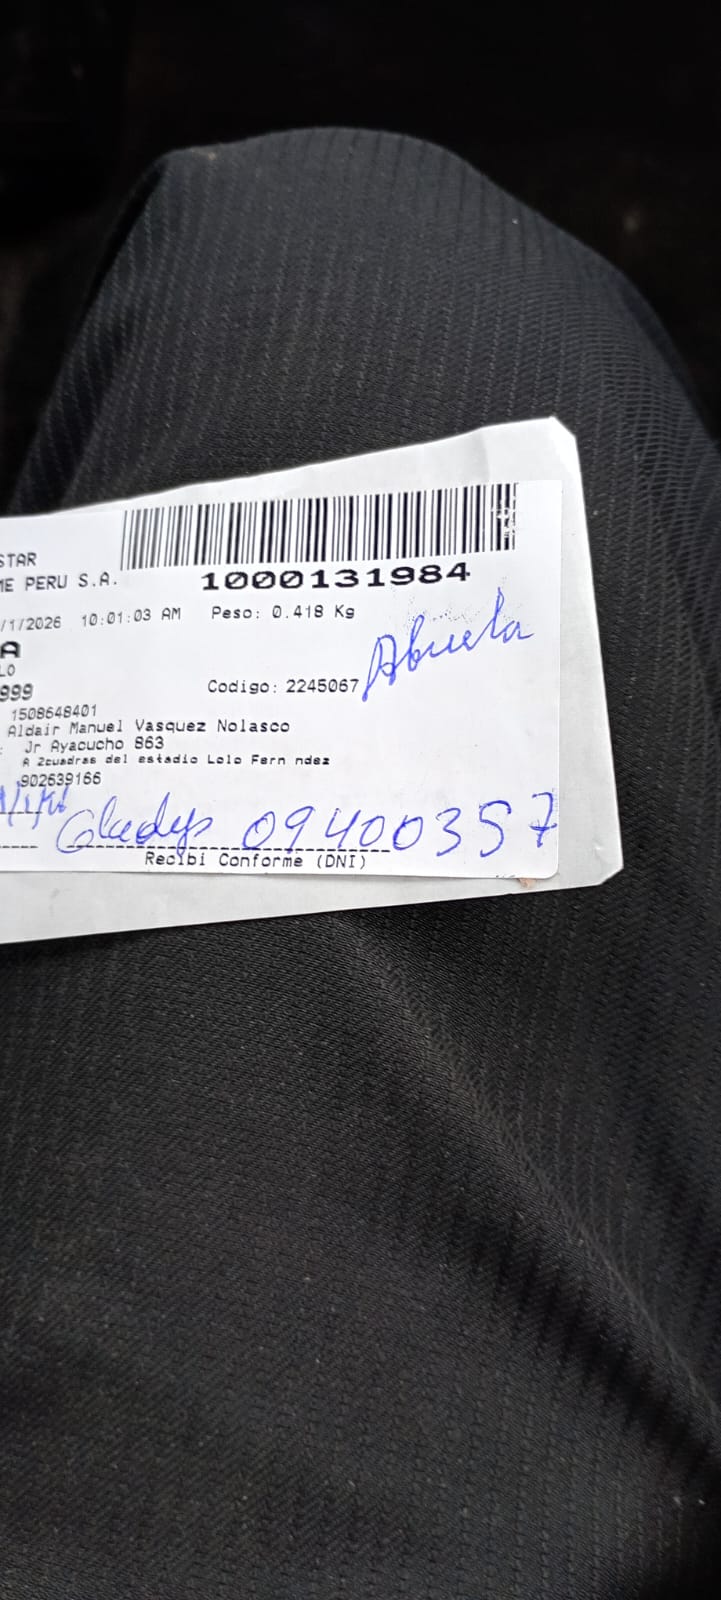 STAR
ME PERU S.A.
1000131984
/1/2026 10:01:03 AM Peso: 0.418 Kg
A
LO
Abuela
999 Codigo: 2245067
1508648401
Aldair Manuel Vasquez Nolasco
: Jr Ayacucho 863
A 2cuadras del estadio Lolo Fern ndez
902639166
Gladys 09400357
Recibi Conforme (DNI)